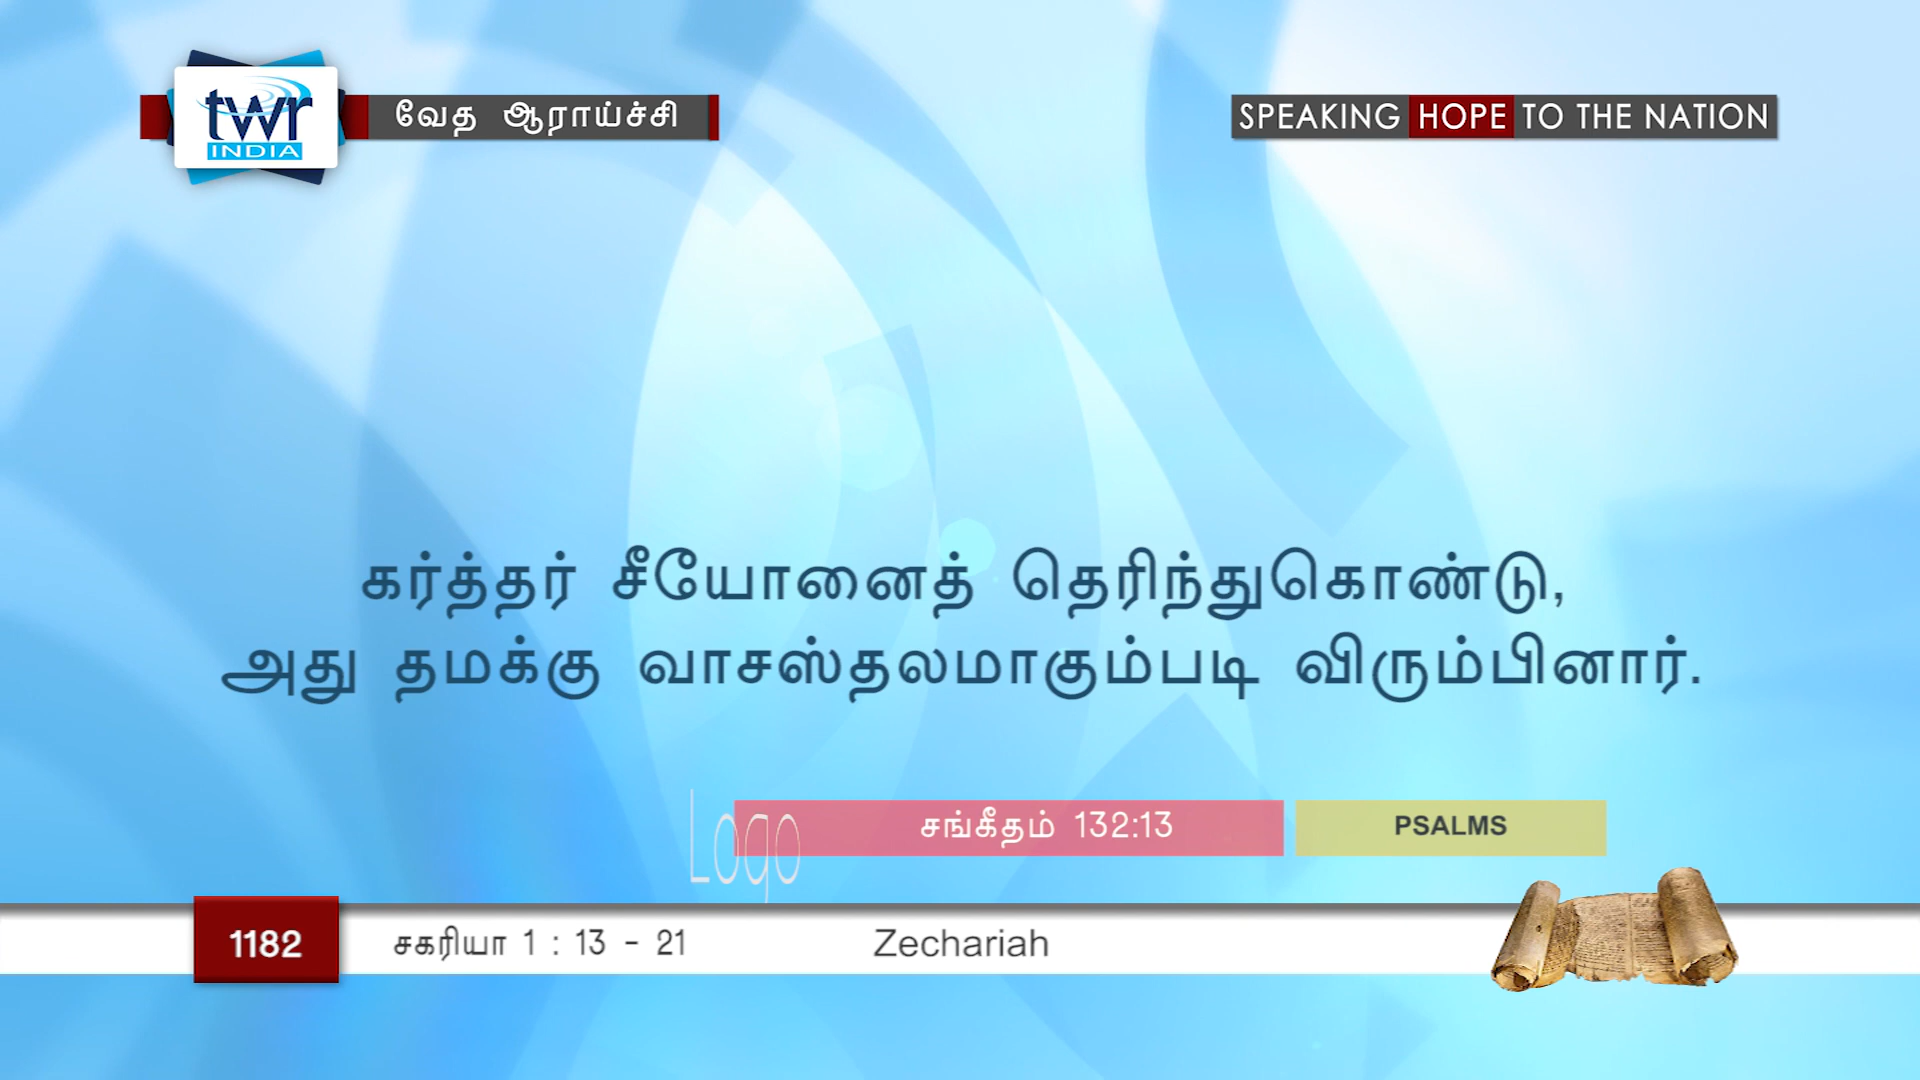 twr
INDIA
வேத ஆராய்ச்சி
SPEAKING HOPE TO THE NATION
கர்த்தர் சீயோனைத் தெரிந்துகொண்டு,
அது தமக்கு வாசஸ்தலமாகும்படி விரும்பினார்.
Logo
சங்கீதம் 132:13
PSALMS
1182
சகரியா 1 : 13 - 21
Zechariah